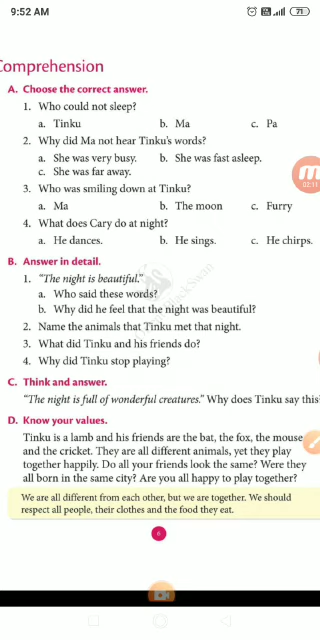 9:52 AM
71
Comprehension
A. Choose the correct answer.
1. Who could not sleep?
a. Tinku b. Ma c. Pa
2. Why did Ma not hear Tinku's words?
a. She was very busy. b. She was fast asleep.
c. She was far away.
3. Who was smiling down at Tinku?
a. Ma b. The moon c. Furry
4. What does Cary do at night?
a. He dances. b. He sings. c. He chirps.
B. Answer in detail.
1. "The night is beautiful."
a. Who said these words?
b. Why did he feel that the night was beautiful?
2. Name the animals that Tinku met that night.
3. What did Tinku and his friends do?
4. Why did Tinku stop playing?
C. Think and answer.
"The night is full of wonderful creatures." Why does Tinku say this
D. Know your values.
Tinku is a lamb and his friends are the bat, the fox, the mouse
and the cricket. They are all different animals, yet they play
together happily. Do all your friends look the same? Were they
all born in the same city? Are you all happy to play together?
We are all different from each other, but we are together. We should
respect all people, their clothes and the food they eat.
6
BlackSwan
M
02:11